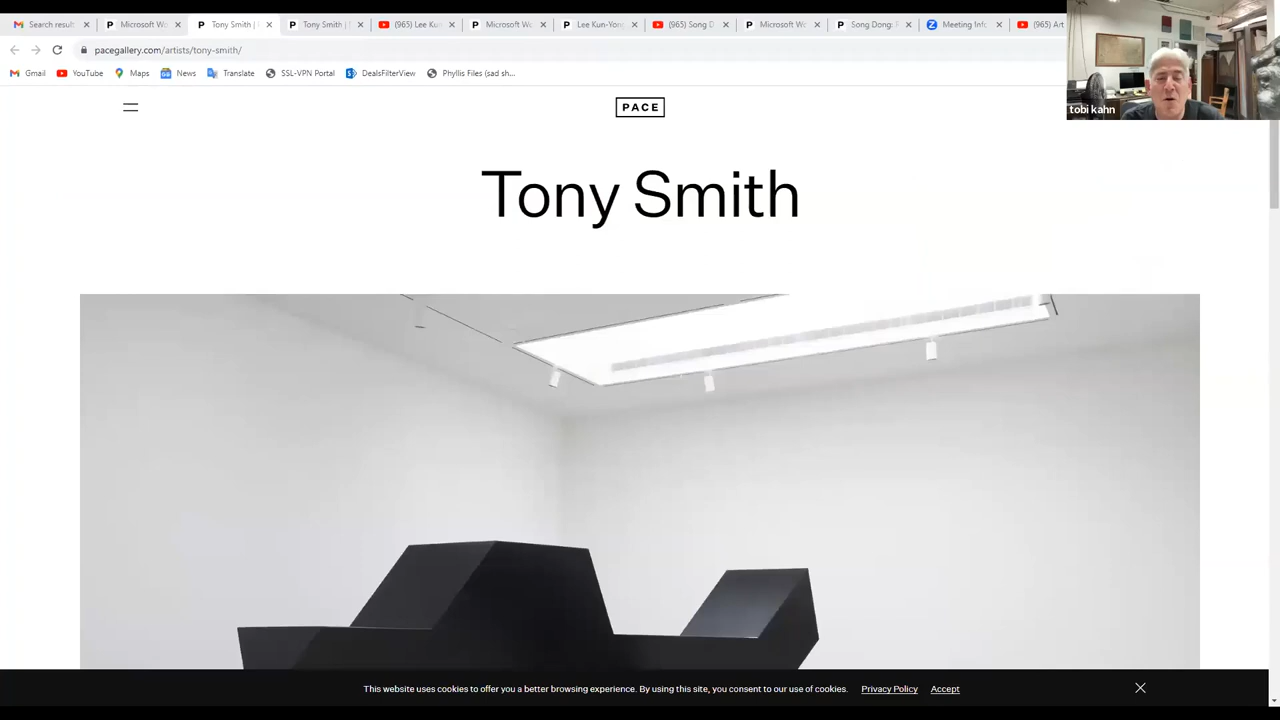 Search result
Microsoft Wo
Tony Smith |
Tony Smith |
(965) Lee Ku
Microsoft Wo
Lee Kun-Yong
(965) Song D
Microsoft Wo
Song Dong:
Meeting Info
(965) Art
pacegallery.com/artists/tony-smith/
Gmail
YouTube
Maps
News
Translate
SSL-VPN Portal
DealsFilterView
Phyllis Files (sad sh...
tobi kahn
PACE
Tony Smith
This website uses cookies to offer you a better browsing experience. By using this site, you consent to our use of cookies. Privacy Policy Accept